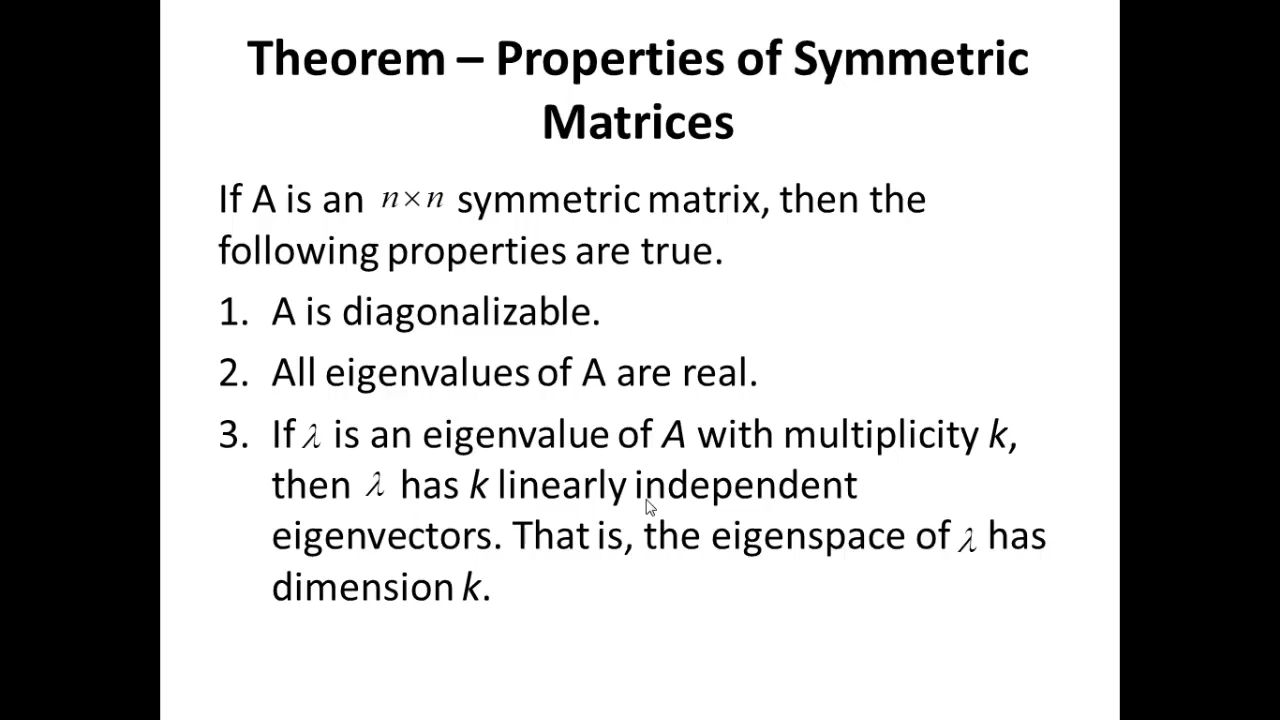 Theorem – Properties of Symmetric
Matrices
If A is an n×n symmetric matrix, then the
following properties are true.
1. A is diagonalizable.
2. All eigenvalues of A are real.
3. If λ is an eigenvalue of A with multiplicity k,
then λ has k linearly independent
eigenvectors. That is, the eigenspace of λ has
dimension k.